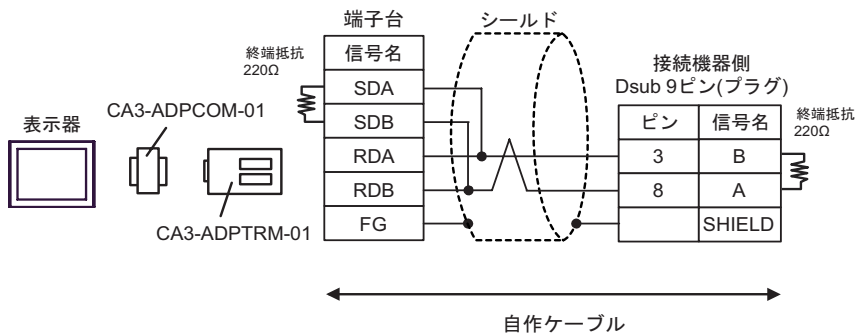 端子台
シールド
終端抵抗
220Ω
信号名
SDA
SDB
RDA
RDB
FG
表示器
CA3-ADPCOM-01
CA3-ADPTRM-01
接続機器側
Dsub 9ピン(プラグ)
ピン 信号名
3 B
8 A
SHIELD
終端抵抗
220Ω
自作ケーブル